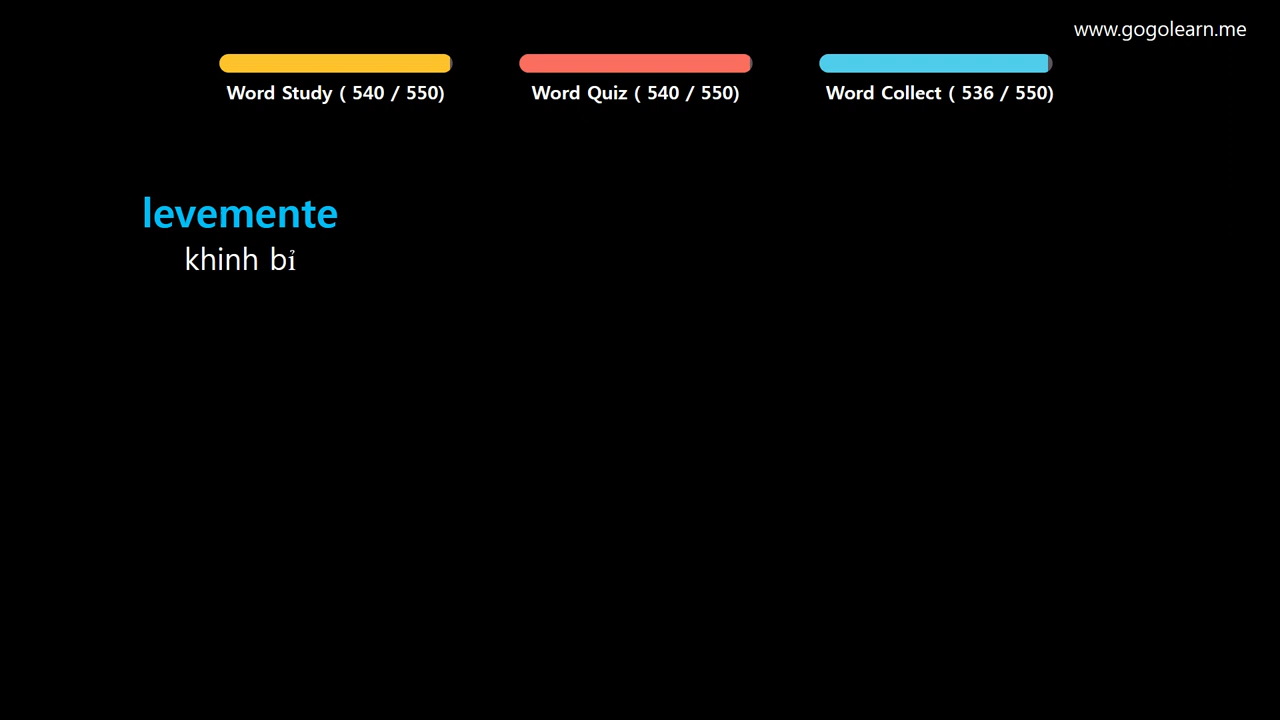 www.gogolearn.me
Word Study ( 540 / 550)
Word Quiz ( 540 / 550)
Word Collect ( 536 / 550)
levemente
khinh bỉ